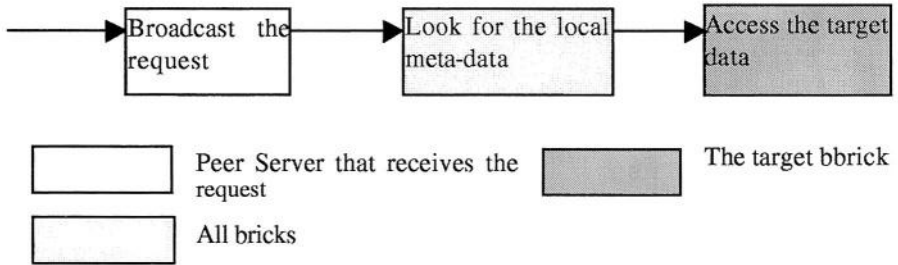 Broadcast the
request
Look for the local
meta-data
Access the target
data
Peer Server that receives the
request
The target bbrick
All bricks